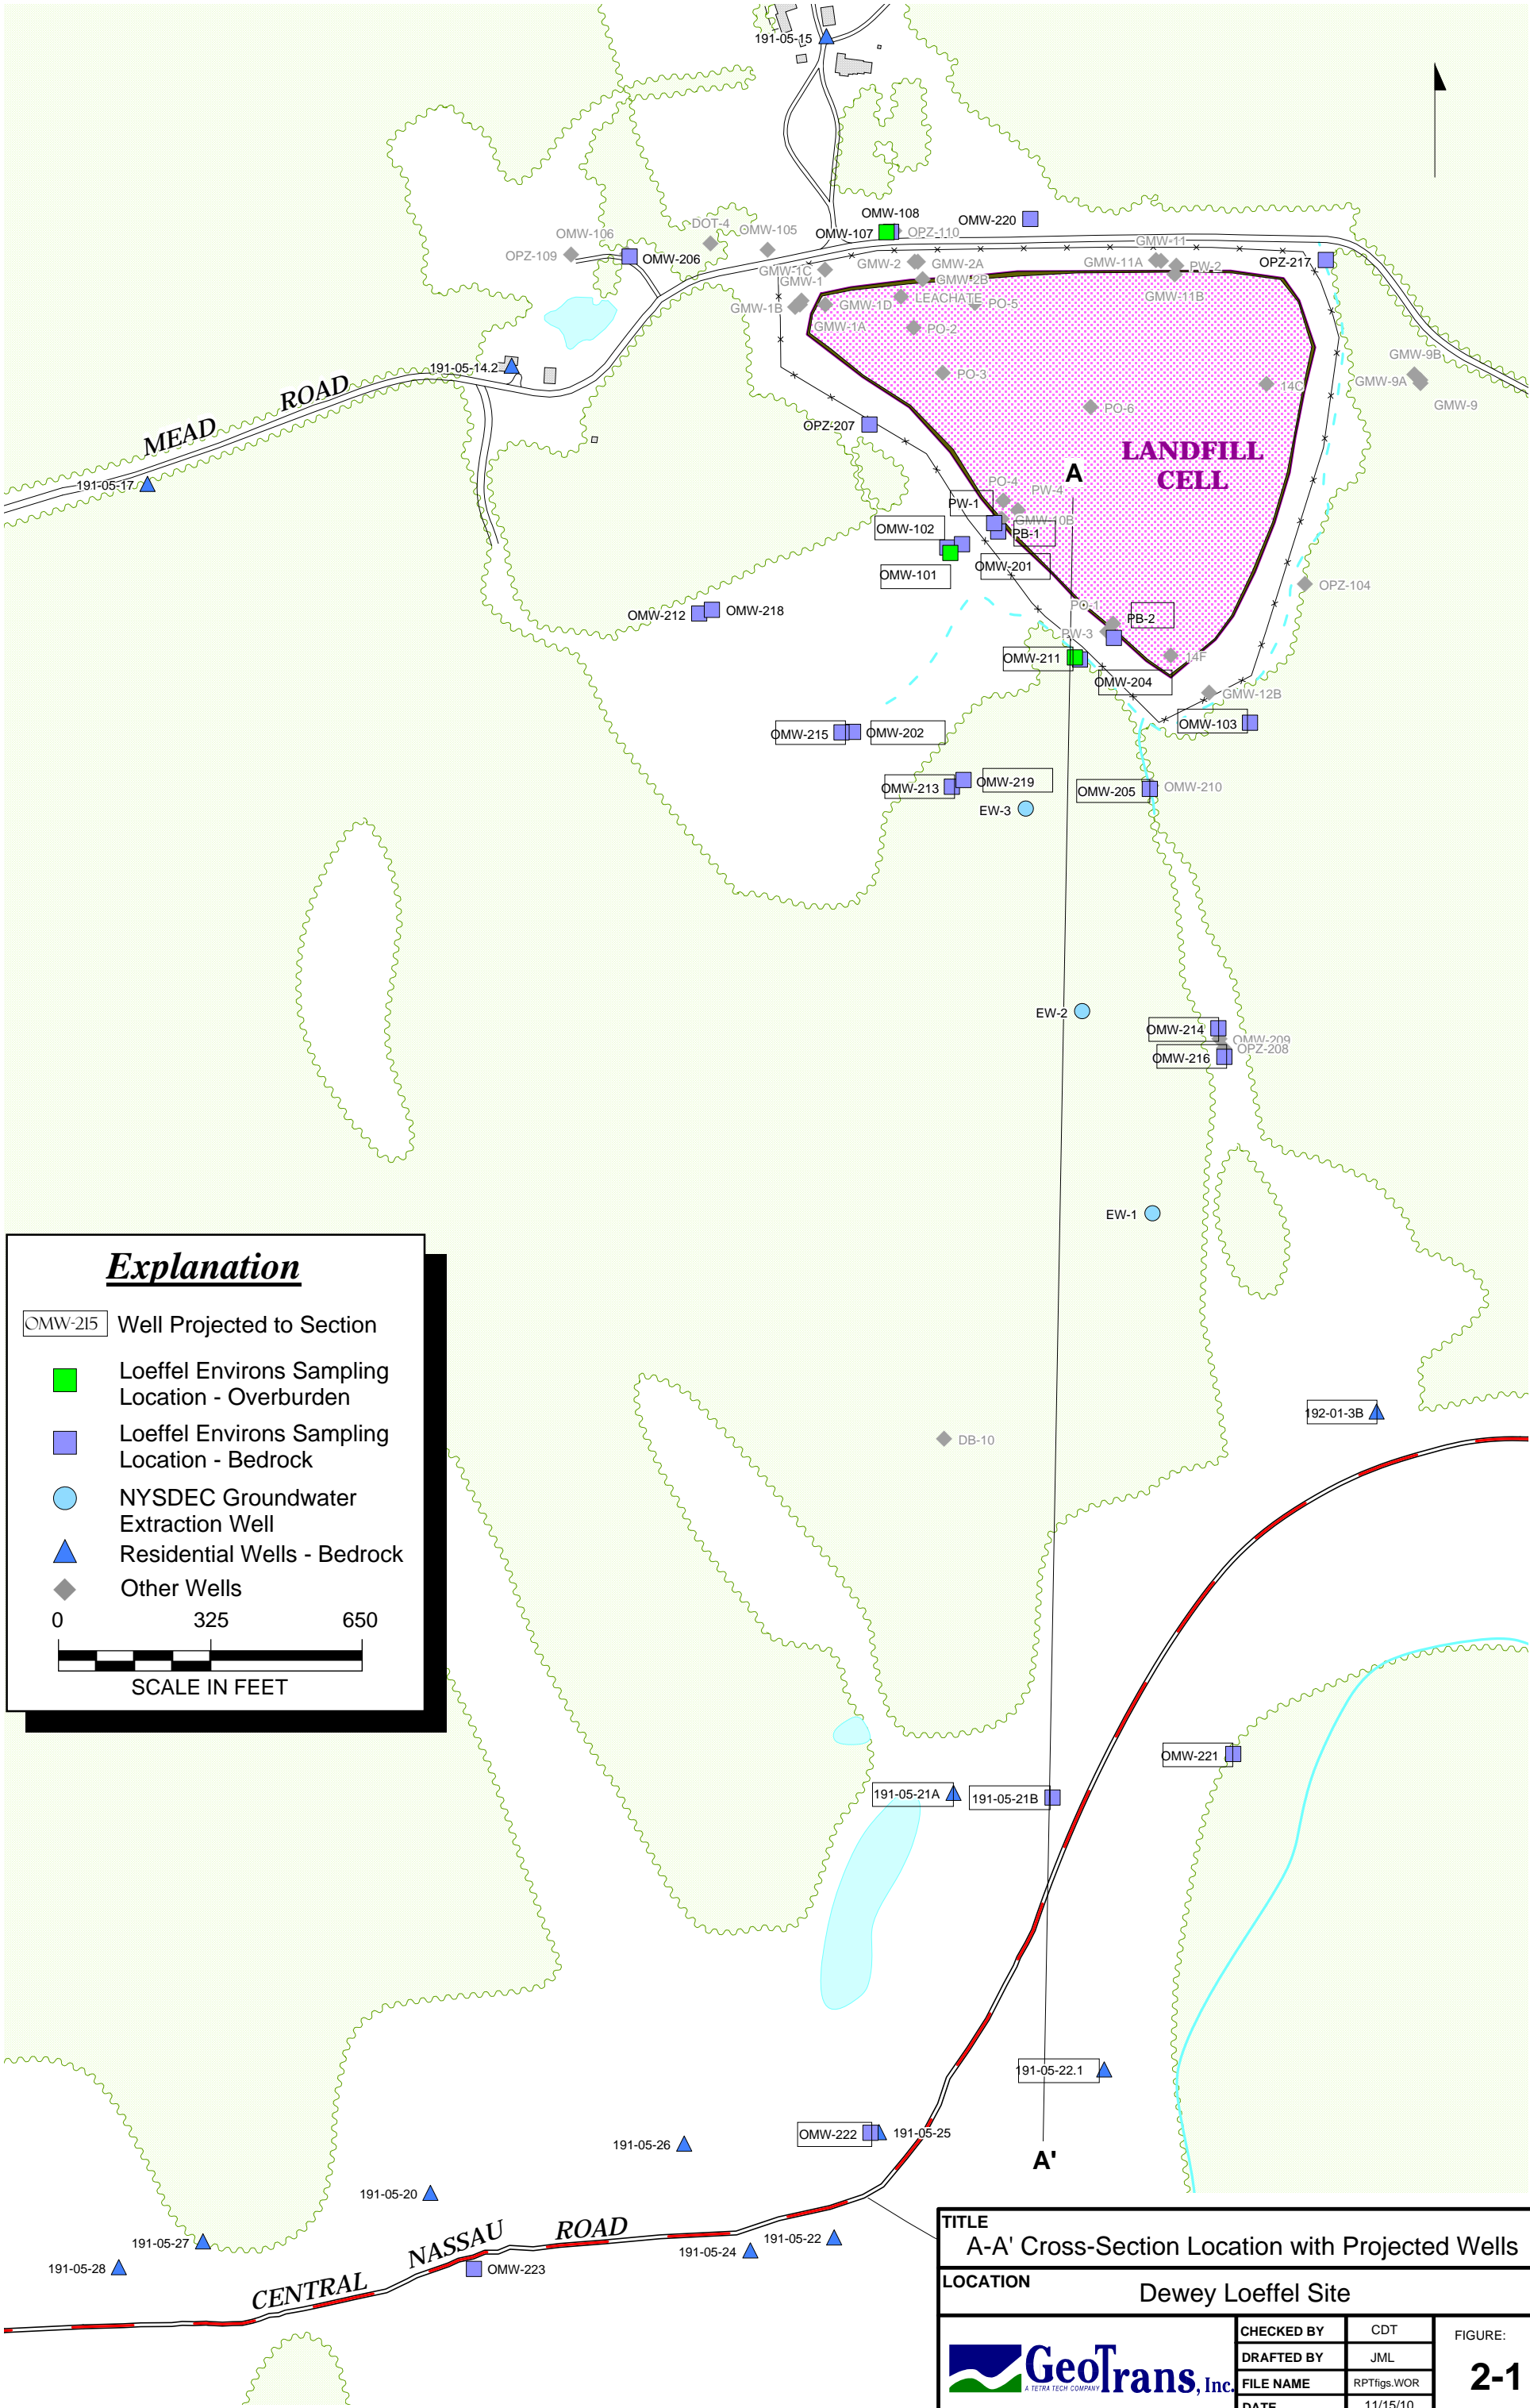 191-05-15
OMW-108
OMW-220
OMW-107
OPZ-110
DOT-4
OMW-105
OMW-106
OPZ-109
OMW-206
GMW-11
GMW-1C
GMW-2
GMW-2A
GMW-11A
PW-2
OPZ-217
GMW-1
GMW-2B
GMW-11B
GMW-1B
GMW-1D
LEACHATE
PO-5
GMW-1A
PO-2
191-05-14.2
PO-3
14C
GMW-9B
GMW-9A
GMW-9
MEAD ROAD
PO-6
OPZ-207
LANDFILL
CELL
A
191-05-17
PO-4
PW-4
PW-1
GMW-10B
OMW-102
PB-1
OMW-201
OMW-101
OPZ-104
OMW-212
OMW-218
PO-1
PB-2
PW-3
OMW-211
14F
OMW-204
GMW-12B
OMW-103
OMW-215
OMW-202
OMW-213
OMW-219
OMW-205
OMW-210
EW-3
EW-2
OMW-214
OMW-209
OPZ-208
OMW-216
EW-1
Explanation
OMW-215 Well Projected to Section
Loeffel Environs Sampling
Location - Overburden
Loeffel Environs Sampling
Location - Bedrock
NYSDEC Groundwater
Extraction Well
Residential Wells - Bedrock
Other Wells
0 325 650
SCALE IN FEET
192-01-3B
DB-10
OMW-221
191-05-21A
191-05-21B
191-05-22.1
OMW-222
191-05-25
191-05-26
A'
191-05-20
191-05-27
191-05-28
191-05-22
191-05-24
OMW-223
CENTRAL NASSAU ROAD
TITLE
A-A' Cross-Section Location with Projected Wells
LOCATION
Dewey Loeffel Site
GeoTrans, Inc.
A TETRA TECH COMPANY
CHECKED BY CDT
DRAFTED BY JML
FILE NAME RPTfigs.WOR
DATE 11/15/10
FIGURE:
2-1